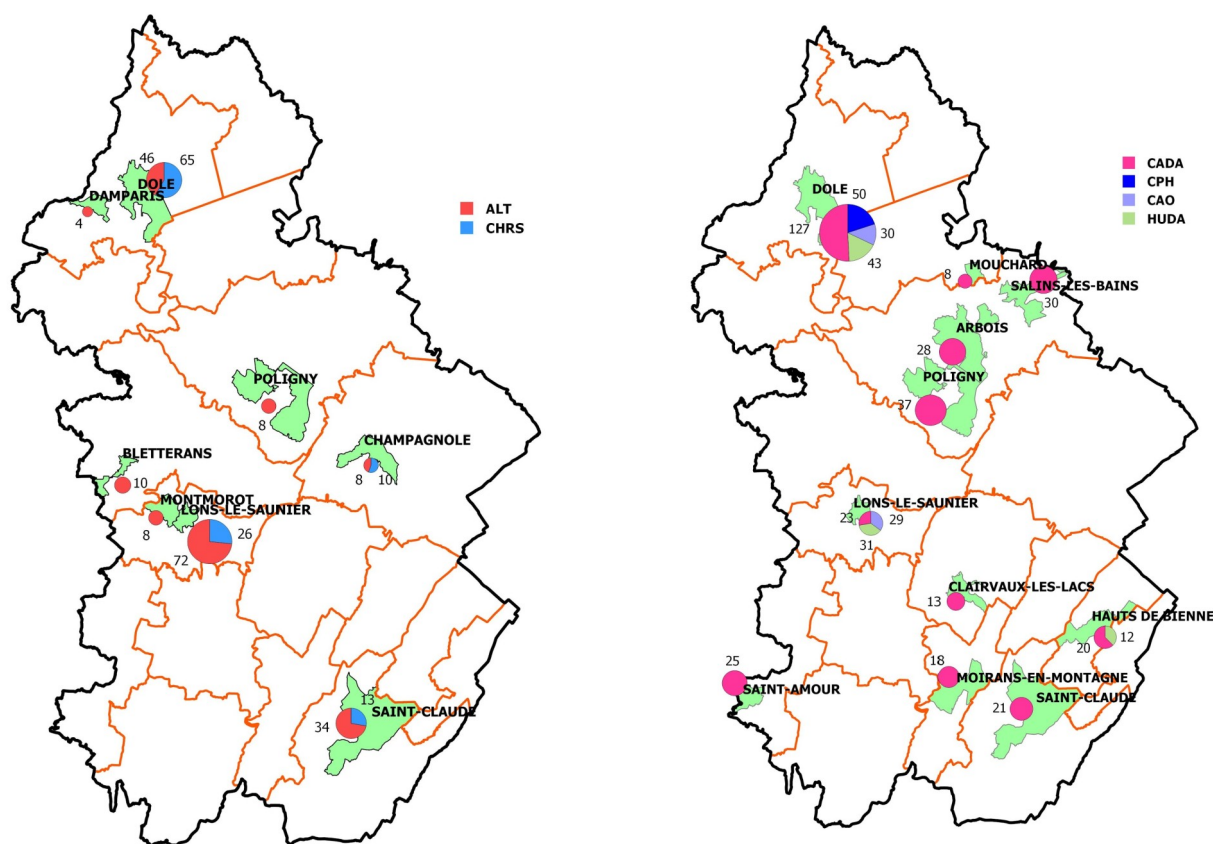 46 65
DOLE
DAMPARIS
4
ALT
CHRS
POLIGNY
8
CHAMPAGNOLE
8 10
BLETTERANS
10
MONTMOROT
LONS-LE-SAUNIER
8
26
72
13
SAINT-CLAUDE
34
CADA
CPH
CAO
HUDA
DOLE 50
127 30
43
MOUCHARD
8
SALINS-LES-BAINS
30
ARBOIS
28
POLIGNY
37
LONS-LE-SAUNIER
23 29
31
CLAIRVAUX-LES-LACS
13
HAUTS DE BIENNE
20 12
25
SAINT-AMOUR
18
MOIRANS-EN-MONTAGNE
SAINT-CLAUDE
21